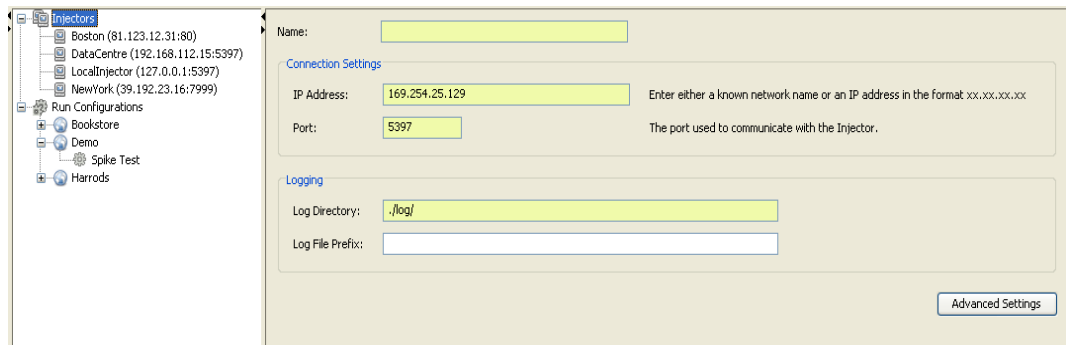 Injectors
Boston (81.123.12.31:80)
DataCentre (192.168.112.15:5397)
LocalInjector (127.0.0.1:5397)
NewYork (39.192.23.16:7999)
Run Configurations
Bookstore
Demo
Spike Test
Harrods
Name:
Connection Settings
IP Address: 169.254.25.129 Enter either a known network name or an IP address in the format xx.xx.xx.xx
Port: 5397 The port used to communicate with the Injector.
Logging
Log Directory: ./log/
Log File Prefix:
Advanced Settings